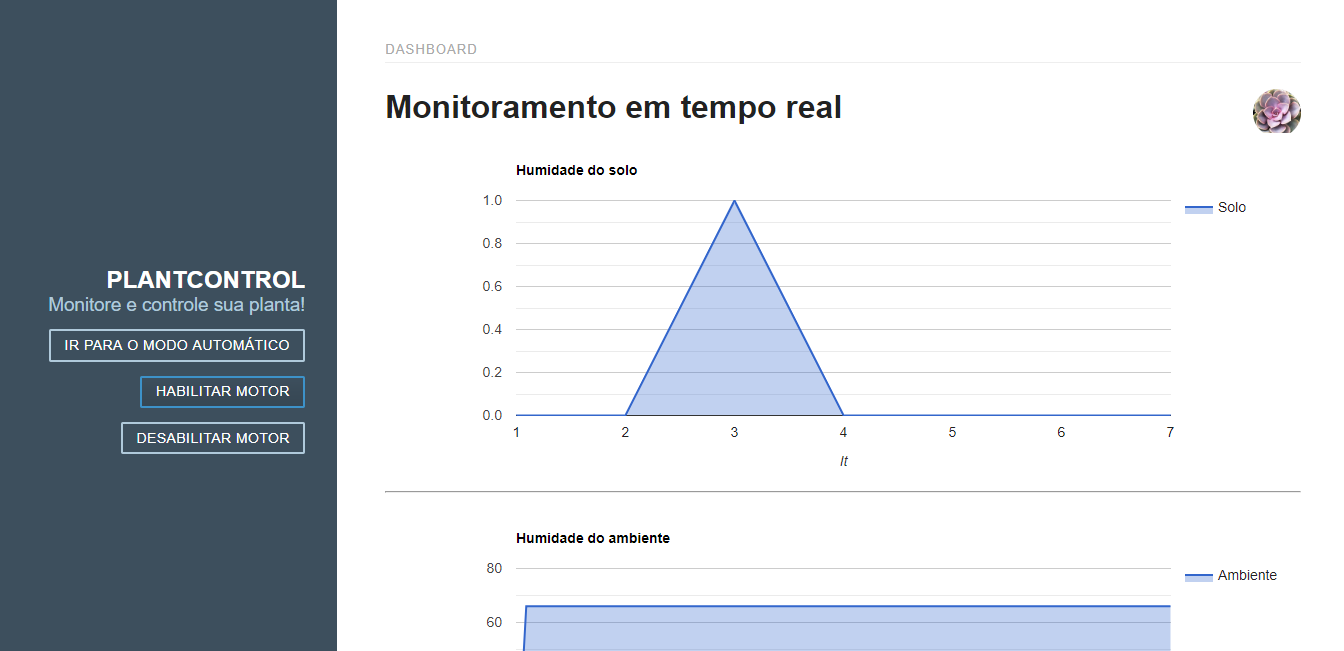 PLANTCONTROL
Monitore e controle sua planta!
IR PARA O MODO AUTOMÁTICO
HABILITAR MOTOR
DESABILITAR MOTOR
DASHBOARD
Monitoramento em tempo real
Humidade do solo
1.0
0.8
0.6
0.4
0.2
0.0
1 2 3 4 5 6 7
It
Solo
Humidade do ambiente
80
60
Ambiente